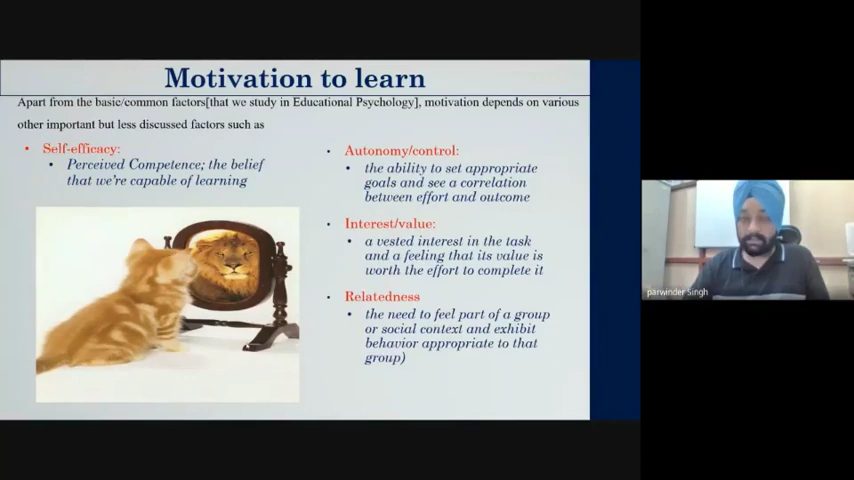 Motivation to learn
Apart from the basic/common factors[that we study in Educational Psychology], motivation depends on various
other important but less discussed factors such as
• Self-efficacy:
• Perceived Competence; the belief
that we're capable of learning
• Autonomy/control:
• the ability to set appropriate
goals and see a correlation
between effort and outcome
• Interest/value:
• a vested interest in the task
and a feeling that its value is
worth the effort to complete it
• Relatedness
• the need to feel part of a group
or social context and exhibit
behavior appropriate to that
group)
parwinder Singh